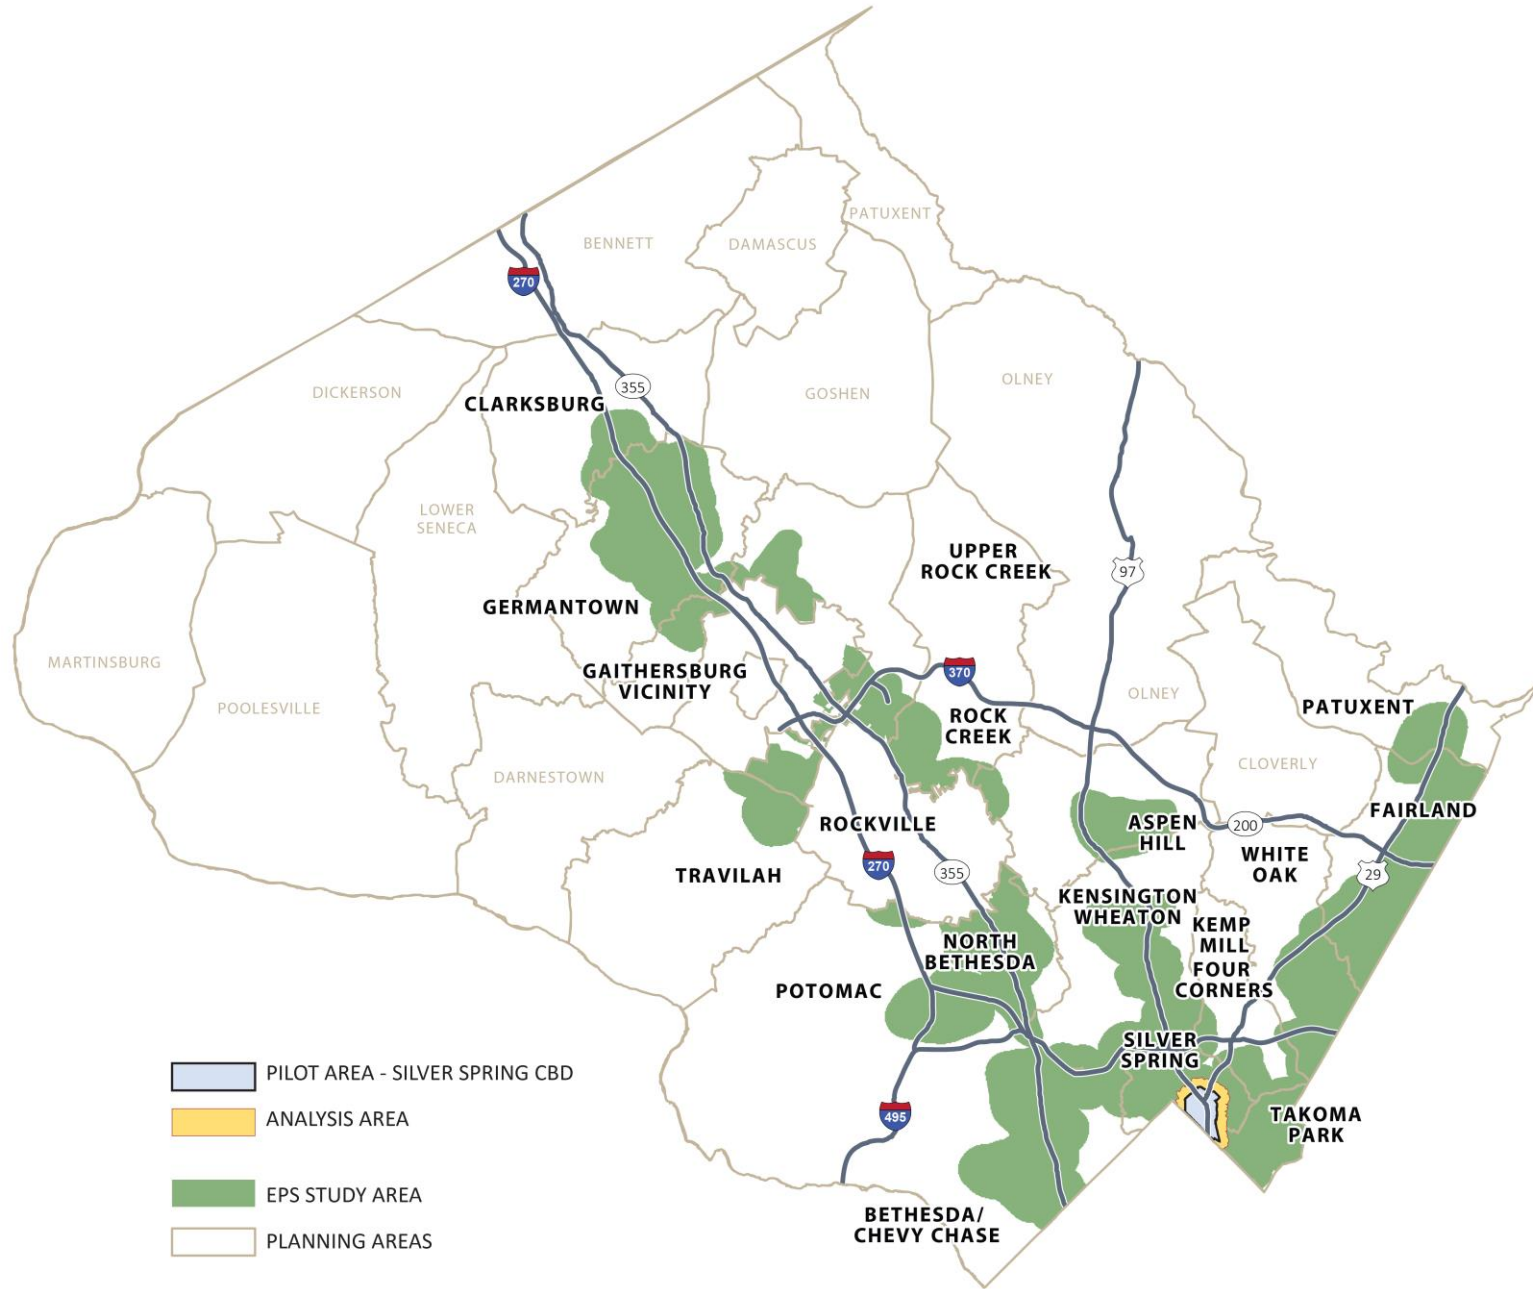 PATUXENT
BENNETT
DAMASCUS
270
355
DICKERSON
GOSHEN
OLNEY
CLARKSBURG
LOWER
SENECA
UPPER
ROCK CREEK
97
GERMANTOWN
MARTINSBURG
GAITHERSBURG
VICINITY
370
OLNEY
POOLESVILLE
ROCK
CREEK
PATUXENT
DARNESTOWN
CLOVERLY
ROCKVILLE
ASPEN
HILL
200
FAIRLAND
TRAVILAH
270
355
WHITE
OAK
29
KENSINGTON
WHEATON
KEMP
MILL
NORTH
BETHESDA
FOUR
CORNERS
POTOMAC
SILVER
SPRING
495
TAKOMA
PARK
BETHESDA/
CHEVY CHASE
PILOT AREA - SILVER SPRING CBD
ANALYSIS AREA
EPS STUDY AREA
PLANNING AREAS